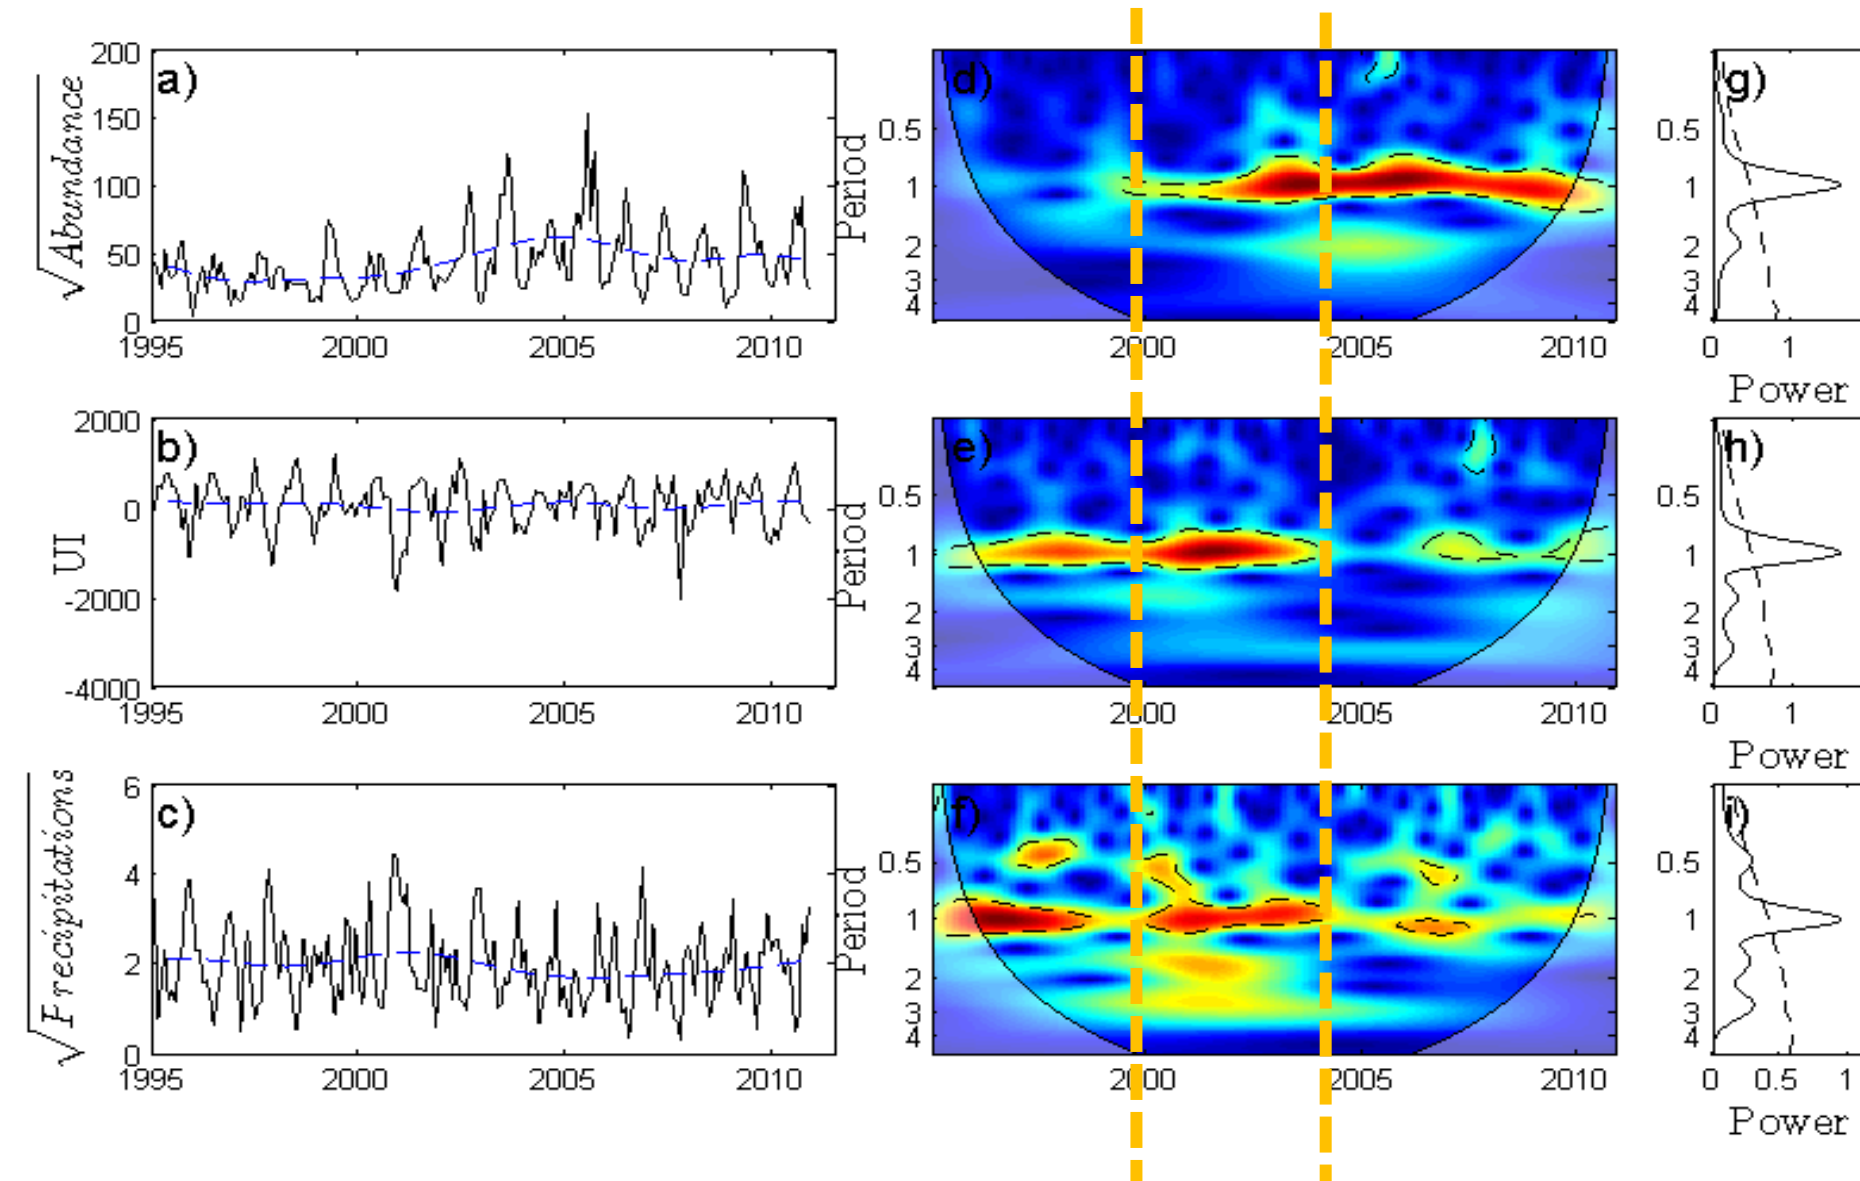 a)
√Abundance
200
150
100
50
0
1995 2000 2005 2010
d)
Period
0.5
1
2
3
4
2000 2005 2010
g)
0.5
1
2
3
4
0 1
Power
b)
UI
2000
0
-2000
-4000
1995 2000 2005 2010
e)
Period
0.5
1
2
3
4
2000 2005 2010
h)
0.5
1
2
3
4
0 1
Power
c)
√Precipitations
6
4
2
0
1995 2000 2005 2010
f)
Period
0.5
1
2
3
4
2000 2005 2010
i)
0.5
1
2
3
4
0 0.5 1
Power